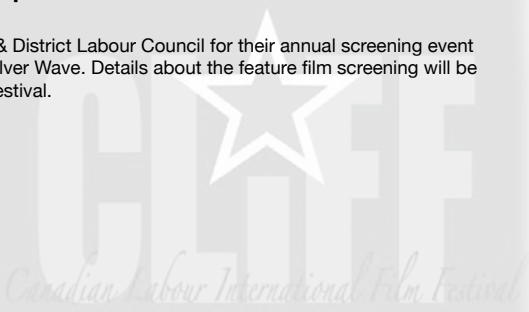 & District Labour Council for their annual screening event
lver Wave. Details about the feature film screening will be
estival.
CLiFF
Canadian Labour International Film Festival